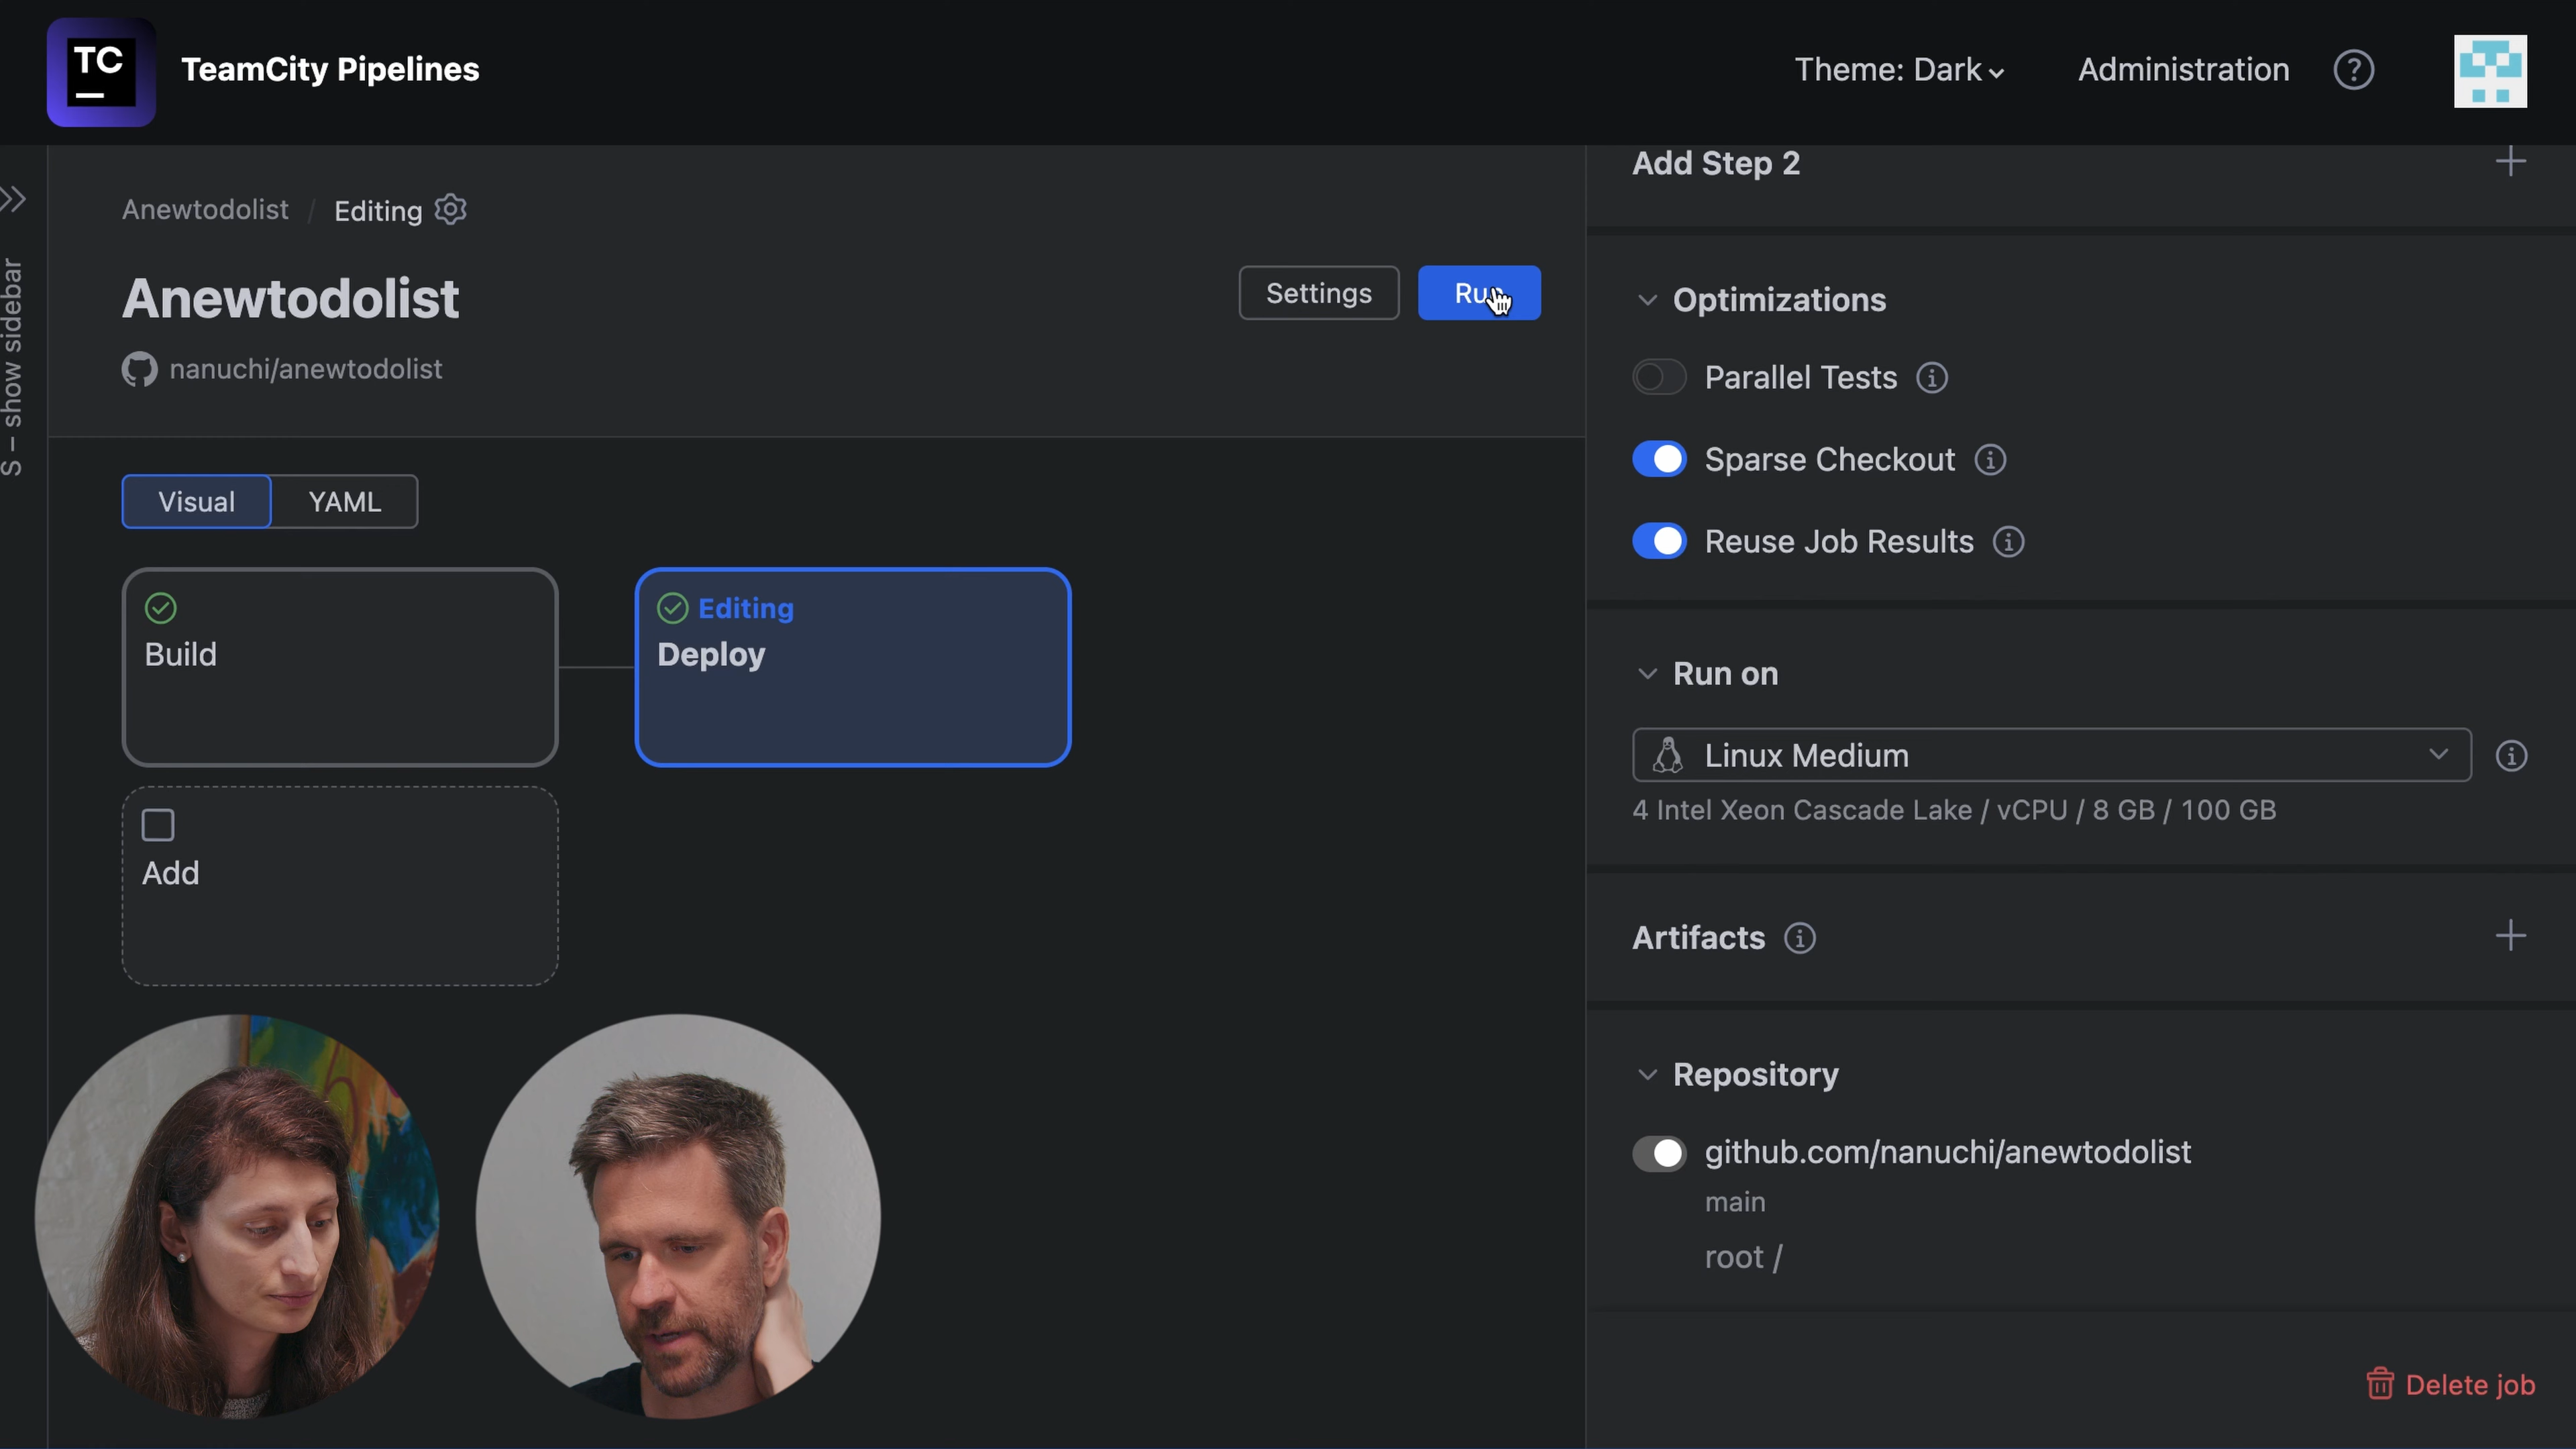 TC
TeamCity Pipelines
Theme: Dark
Administration
?
S – show sidebar
Anewtodolist / Editing
Anewtodolist
nanuchi/anewtodolist
Settings
Run
Visual
YAML
Build
Editing
Deploy
Add
Add Step 2
Optimizations
Parallel Tests
Sparse Checkout
Reuse Job Results
Run on
Linux Medium
4 Intel Xeon Cascade Lake / vCPU / 8 GB / 100 GB
Artifacts
Repository
github.com/nanuchi/anewtodolist
main
root /
Delete job